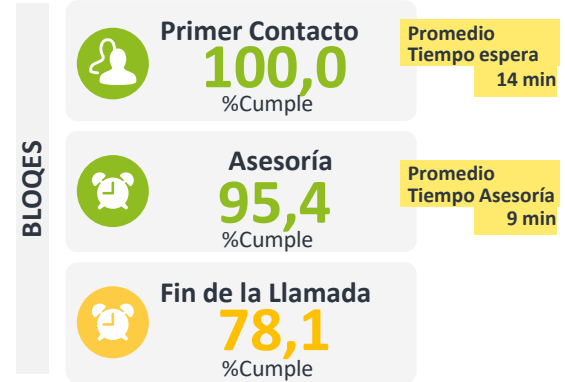 BLOQES
Primer Contacto
100,0
%Cumple
Promedio
Tiempo espera
14 min
Asesoría
95,4
%Cumple
Promedio
Tiempo Asesoría
9 min
Fin de la Llamada
78,1
%Cumple